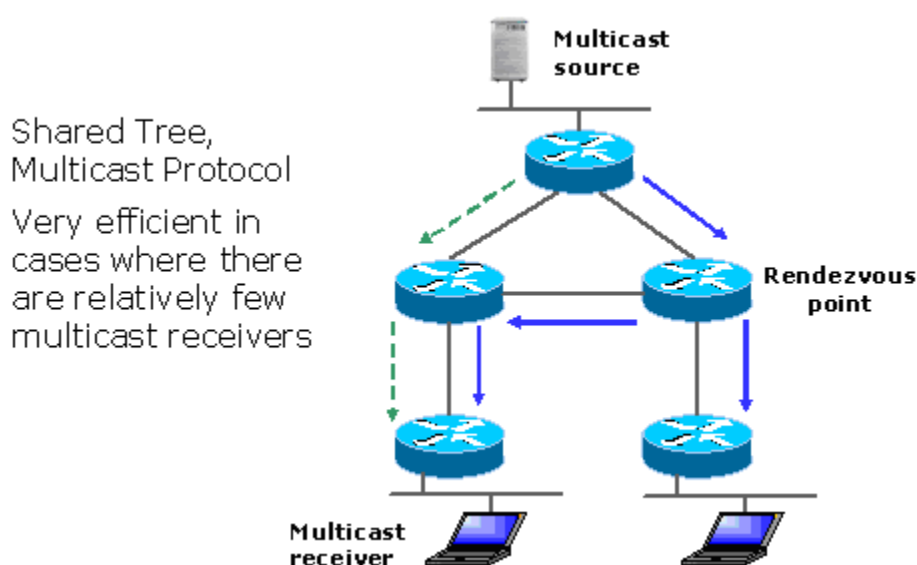 Multicast
source
Shared Tree,
Multicast Protocol
Very efficient in
cases where there
are relatively few
multicast receivers
Rendezvous
point
Multicast
receiver